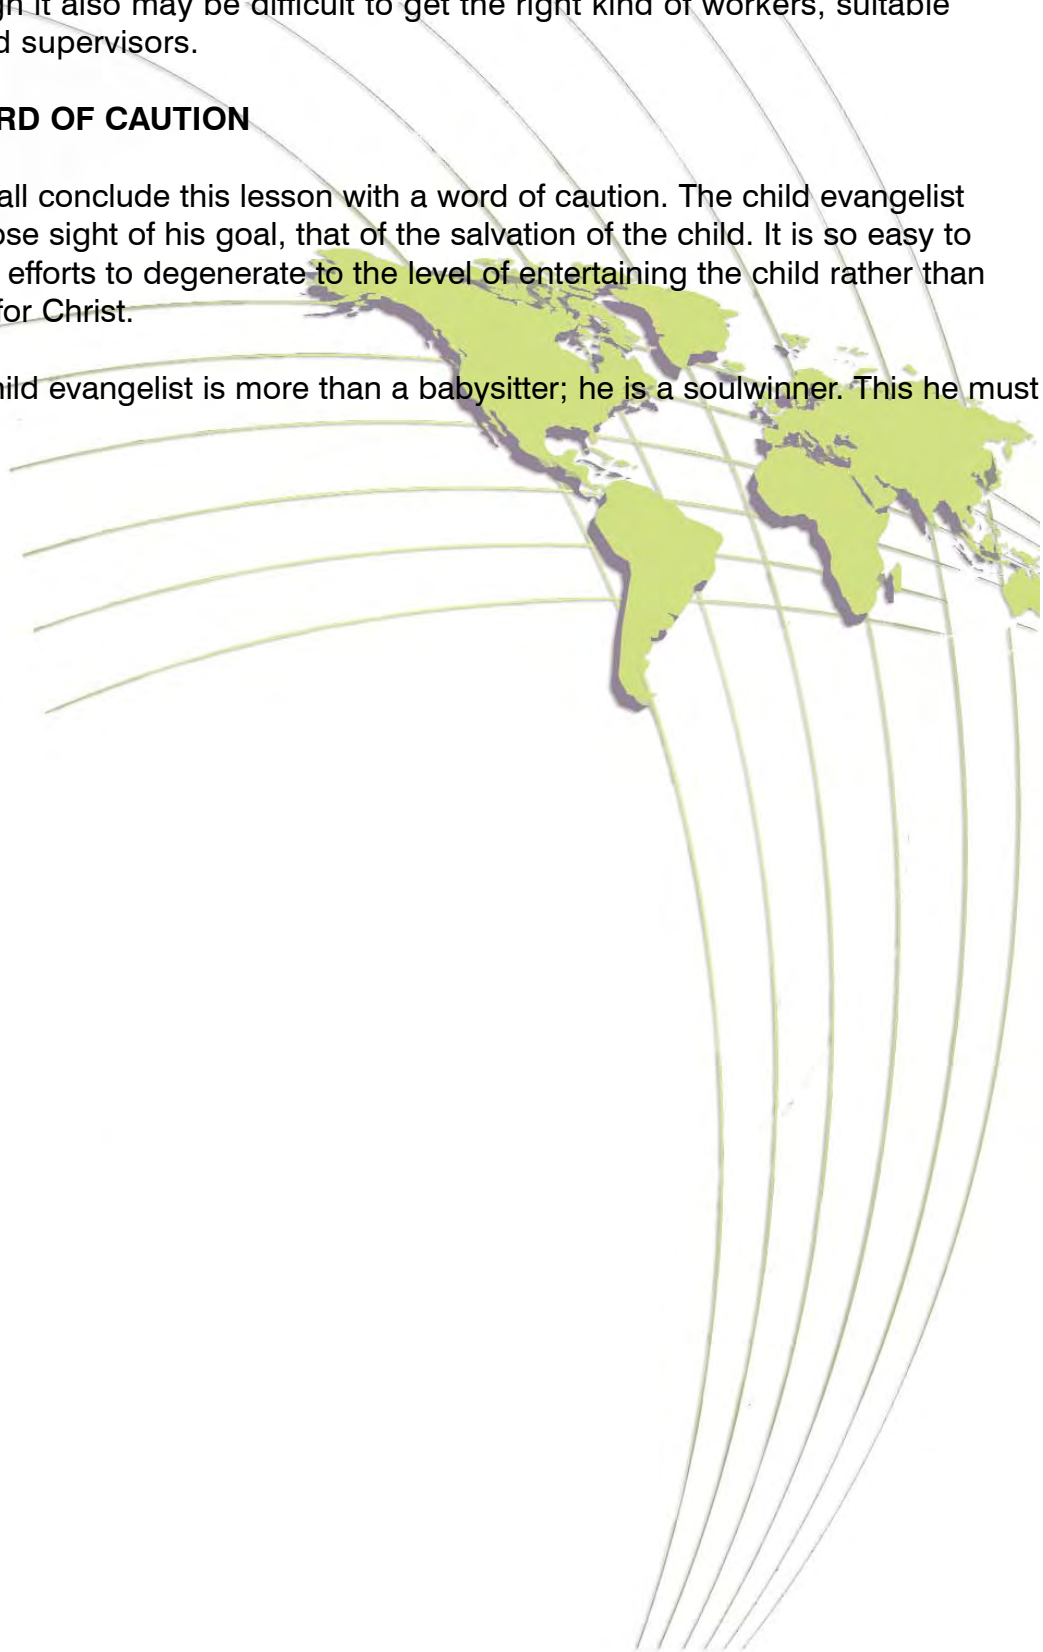 gh it also may be difficult to get the right kind of workers, suitable
d supervisors.
RD OF CAUTION
all conclude this lesson with a word of caution. The child evangelist
ose sight of his goal, that of the salvation of the child. It is so easy to
efforts to degenerate to the level of entertaining the child rather than
for Christ.
hild evangelist is more than a babysitter; he is a soulwinner. This he must